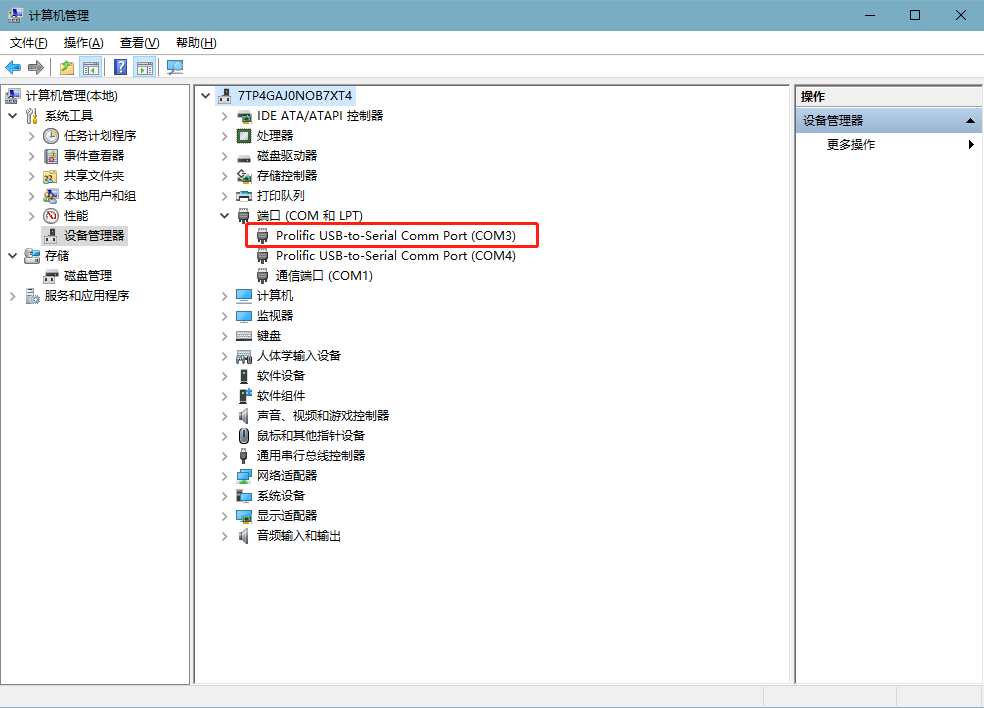 计算机管理
文件(F) 操作(A) 查看(V) 帮助(H)
计算机管理(本地)
系统工具
任务计划程序
事件查看器
共享文件夹
本地用户和组
性能
设备管理器
存储
磁盘管理
服务和应用程序
7TP4GAJ0NOB7XT4
IDE ATA/ATAPI 控制器
处理器
磁盘驱动器
存储控制器
打印队列
端口 (COM 和 LPT)
Prolific USB-to-Serial Comm Port (COM3)
Prolific USB-to-Serial Comm Port (COM4)
通信端口 (COM1)
计算机
监视器
键盘
人体学输入设备
软件设备
软件组件
声音、视频和游戏控制器
鼠标和其他指针设备
通用串行总线控制器
网络适配器
系统设备
显示适配器
音频输入和输出
操作
设备管理器
更多操作